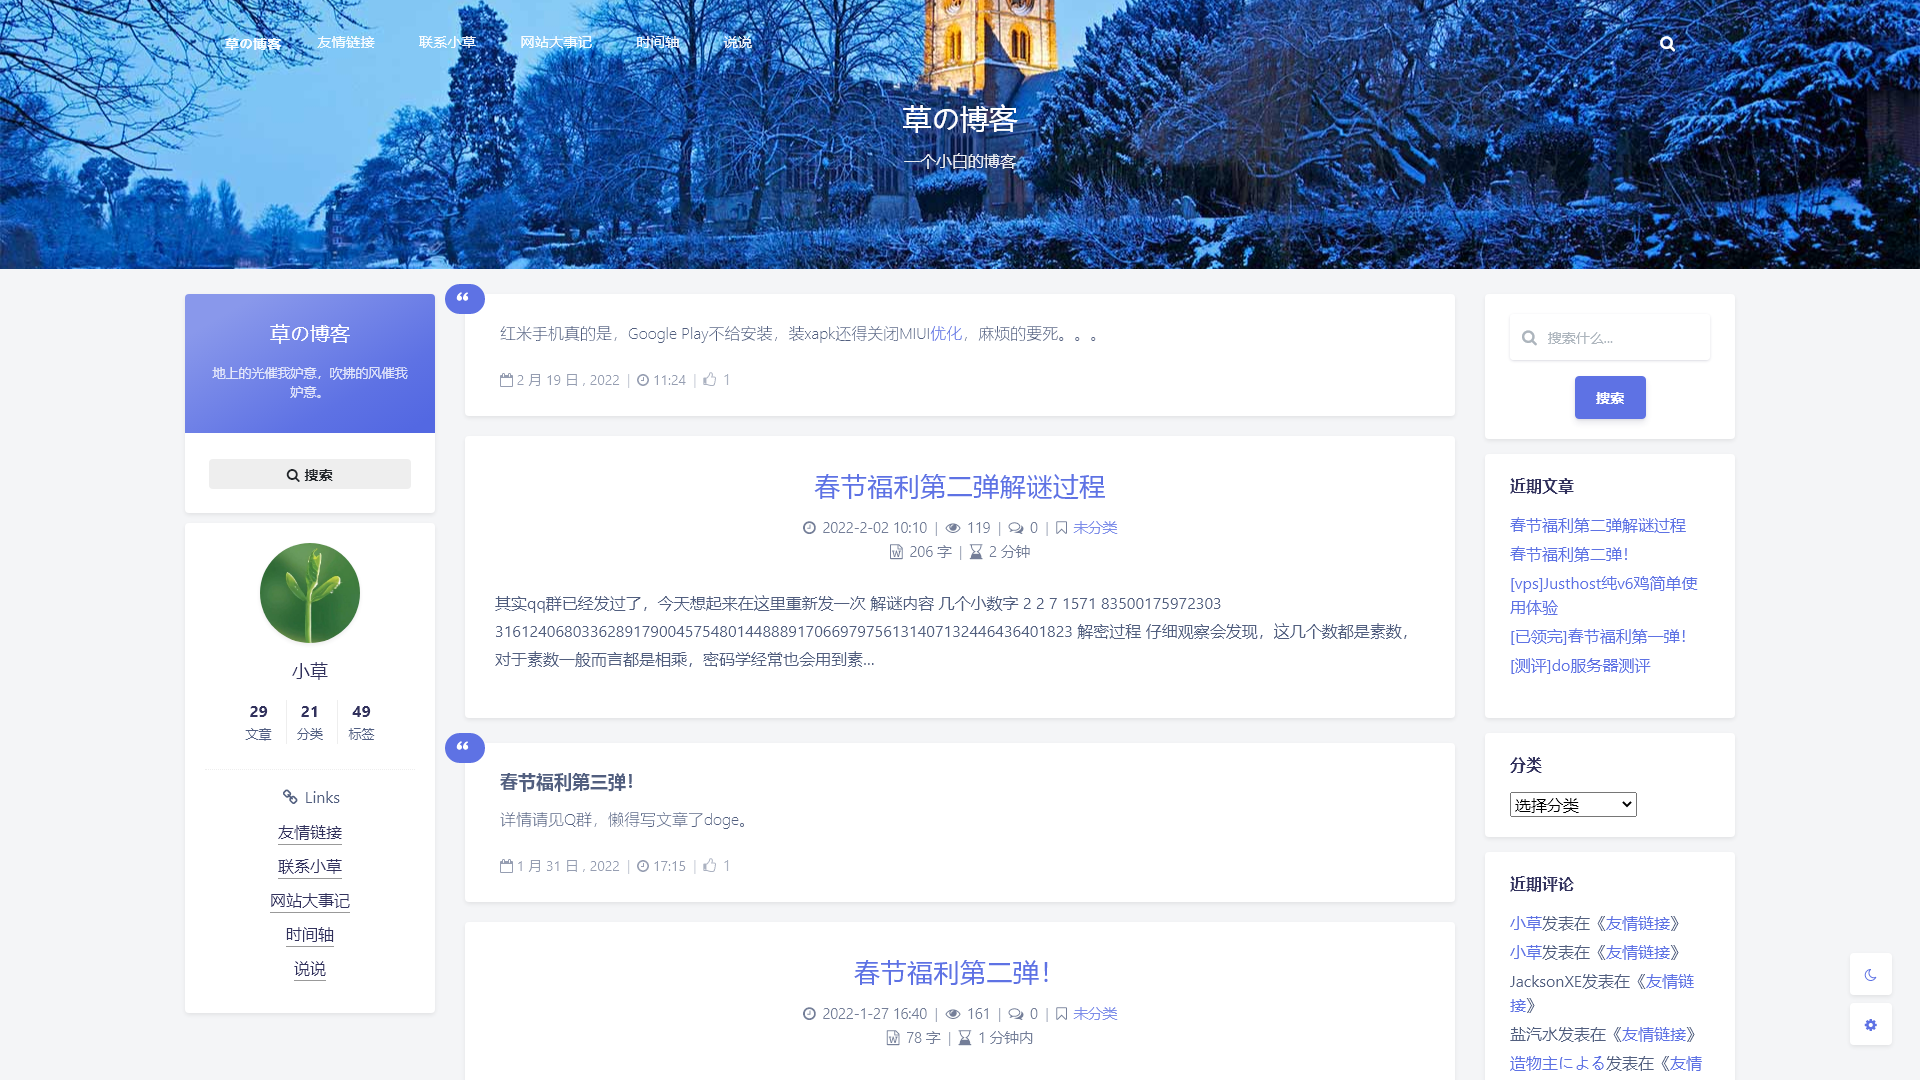 草の博客 友情链接 联系小草 网站大事记 时间轴 说说
草の博客
一个小白的博客
草の博客
地上的光催我妒意，吹拂的风催我
妒意。
搜索
小草
29 21 49
文章 分类 标签
Links
友情链接
联系小草
网站大事记
时间轴
说说
红米手机真的是，Google Play不给安装，装xapk还得关闭MIUI优化，麻烦的要死。。。
2 月 19 日 , 2022 | 11:24 | 1
春节福利第二弹解谜过程
2022-2-02 10:10 | 119 | 0 | 未分类
206 字 | 2 分钟
其实qq群已经发过了，今天想起来在这里重新发一次 解谜内容 几个小数字 2 2 7 1571 83500175972303
31612406803362891790045754801448889170669797561314071324464364018​23 解密过程 仔细观察会发现，这几个数都是素数，
对于素数一般而言都是相乘，密码学经常也会用到素...
春节福利第三弹！
详情请见Q群，懒得写文章了doge。
1 月 31 日 , 2022 | 17:15 | 1
春节福利第二弹！
2022-1-27 16:40 | 161 | 0 | 未分类
78 字 | 1 分钟内
搜索什么...
搜索
近期文章
春节福利第二弹解谜过程
春节福利第二弹！
[vps]Justhost纯v6鸡简单使
用体验
[已领完]春节福利第一弹！
[测评]do服务器测评
分类
选择分类
近期评论
小草发表在《友情链接》
小草发表在《友情链接》
JacksonXE发表在《友情链
接》
盐汽水发表在《友情链接》
造物主による发表在《友情